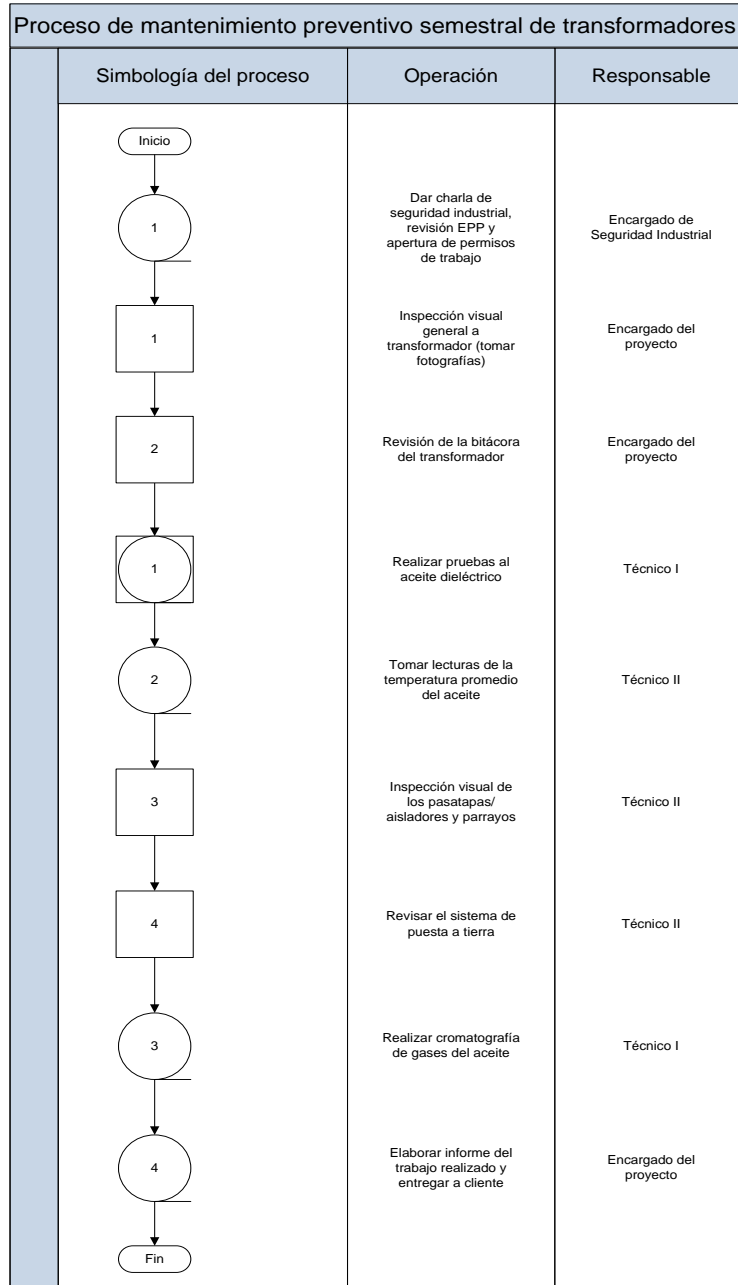 Proceso de mantenimiento preventivo semestral de transformadores
Simbología del proceso
Operación
Responsable
Inicio
1
Dar charla de
seguridad industrial,
revisión EPP y
apertura de permisos
de trabajo
Encargado de
Seguridad Industrial
1
Inspección visual
general a
transformador (tomar
fotografías)
Encargado del
proyecto
2
Revisión de la bitácora
del transformador
Encargado del
proyecto
1
Realizar pruebas al
aceite dieléctrico
Técnico I
2
Tomar lecturas de la
temperatura promedio
del aceite
Técnico II
3
Inspección visual de
los pasatapas/
aisladores y parrayos
Técnico II
4
Revisar el sistema de
puesta a tierra
Técnico II
3
Realizar cromatografía
de gases del aceite
Técnico I
4
Elaborar informe del
trabajo realizado y
entregar a cliente
Encargado del
proyecto
Fin